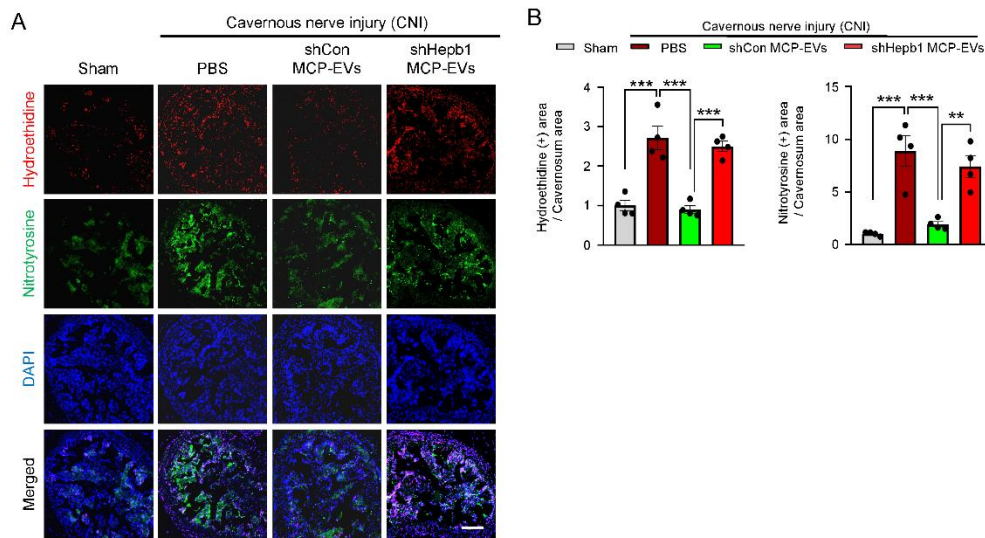 A
Cavernous nerve injury (CNI)
Sham
PBS
shCon
MCP-EVs
shHepb1
MCP-EVs
Hydroethidine
Nitrotyrosine
DAPI
Merged
B
Cavernous nerve injury (CNI)
Sham PBS shCon MCP-EVs shHepb1 MCP-EVs
Hydroethidine (+) area
/ Cavernosum area
4
3
2
1
0
*** *** ***
Nitrotyrosine (+) area
/ Cavernosum area
15
10
5
0
*** *** **